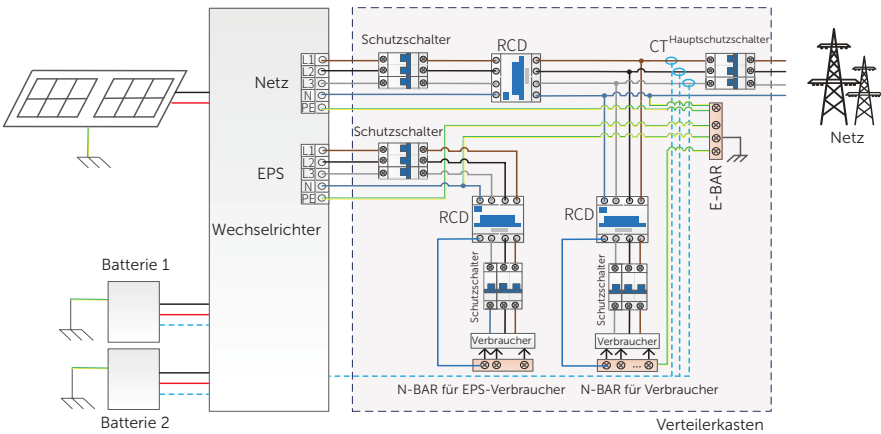 Schutzschalter
RCD
CT
Hauptschutzschalter
Netz
L1
L2
L3
N
PE
Netz
Schutzschalter
EPS
L1
L2
L3
N
PE
E-BAR
Wechselrichter
RCD
RCD
Batterie 1
Schutzschalter
Schutzschalter
Verbraucher
Verbraucher
...
N-BAR für EPS-Verbraucher
N-BAR für Verbraucher
Batterie 2
Verteilerkasten